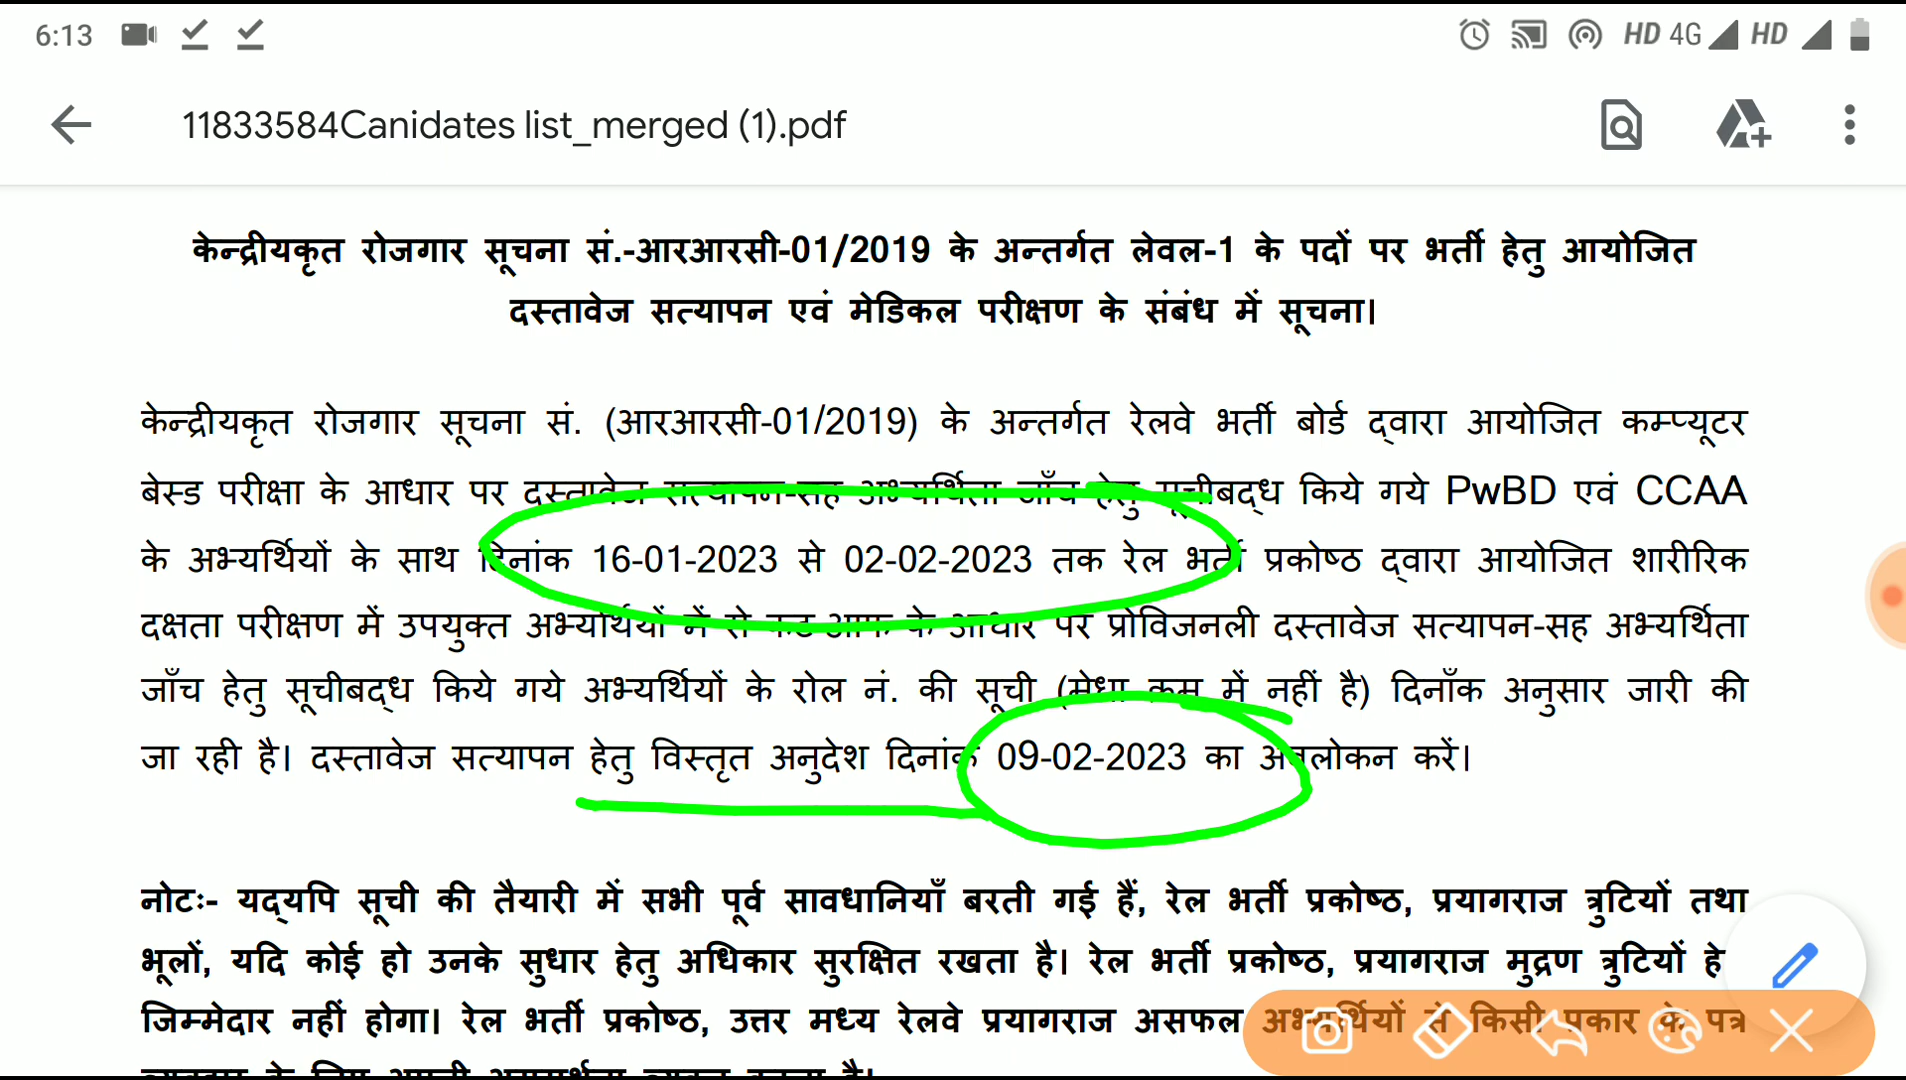 6:13 HD 4G HD
11833584Canidates list_merged (1).pdf
केन्द्रीयकृत रोजगार सूचना सं.-आरआरसी-01/2019 के अन्तर्गत लेवल-1 के पदों पर भर्ती हेतु आयोजित
दस्तावेज सत्यापन एवं मेडिकल परीक्षण के संबंध में सूचना।
केन्द्रीयकृत रोजगार सूचना सं. (आरआरसी-01/2019) के अन्तर्गत रेलवे भर्ती बोर्ड द्वारा आयोजित कम्प्यूटर
बेस्ड परीक्षा के आधार पर दस्तावेज सत्यापन-सह अभ्यर्थिता जाँच हेतु सूचीबद्ध किये गये PwBD एवं CCAA
के अभ्यर्थियों के साथ दिनांक 16-01-2023 से 02-02-2023 तक रेल भर्ती प्रकोष्ठ द्वारा आयोजित शारीरिक
दक्षता परीक्षण में उपयुक्त अभ्यर्थियों में से कट आफ के आधार पर प्रोविजनली दस्तावेज सत्यापन-सह अभ्यर्थिता
जाँच हेतु सूचीबद्ध किये गये अभ्यर्थियों के रोल नं. की सूची (मेधा क्रम में नहीं है) दिनाँक अनुसार जारी की
जा रही है। दस्तावेज सत्यापन हेतु विस्तृत अनुदेश दिनांक 09-02-2023 का अवलोकन करें।
नोटः- यद्यपि सूची की तैयारी में सभी पूर्व सावधानियाँ बरती गई हैं, रेल भर्ती प्रकोष्ठ, प्रयागराज त्रुटियों तथा
भूलों, यदि कोई हो उनके सुधार हेतु अधिकार सुरक्षित रखता है। रेल भर्ती प्रकोष्ठ, प्रयागराज मुद्रण त्रुटियों हे
जिम्मेदार नहीं होगा। रेल भर्ती प्रकोष्ठ, उत्तर मध्य रेलवे प्रयागराज असफल अभ्यर्थियों से किसी प्रकार के पत्र